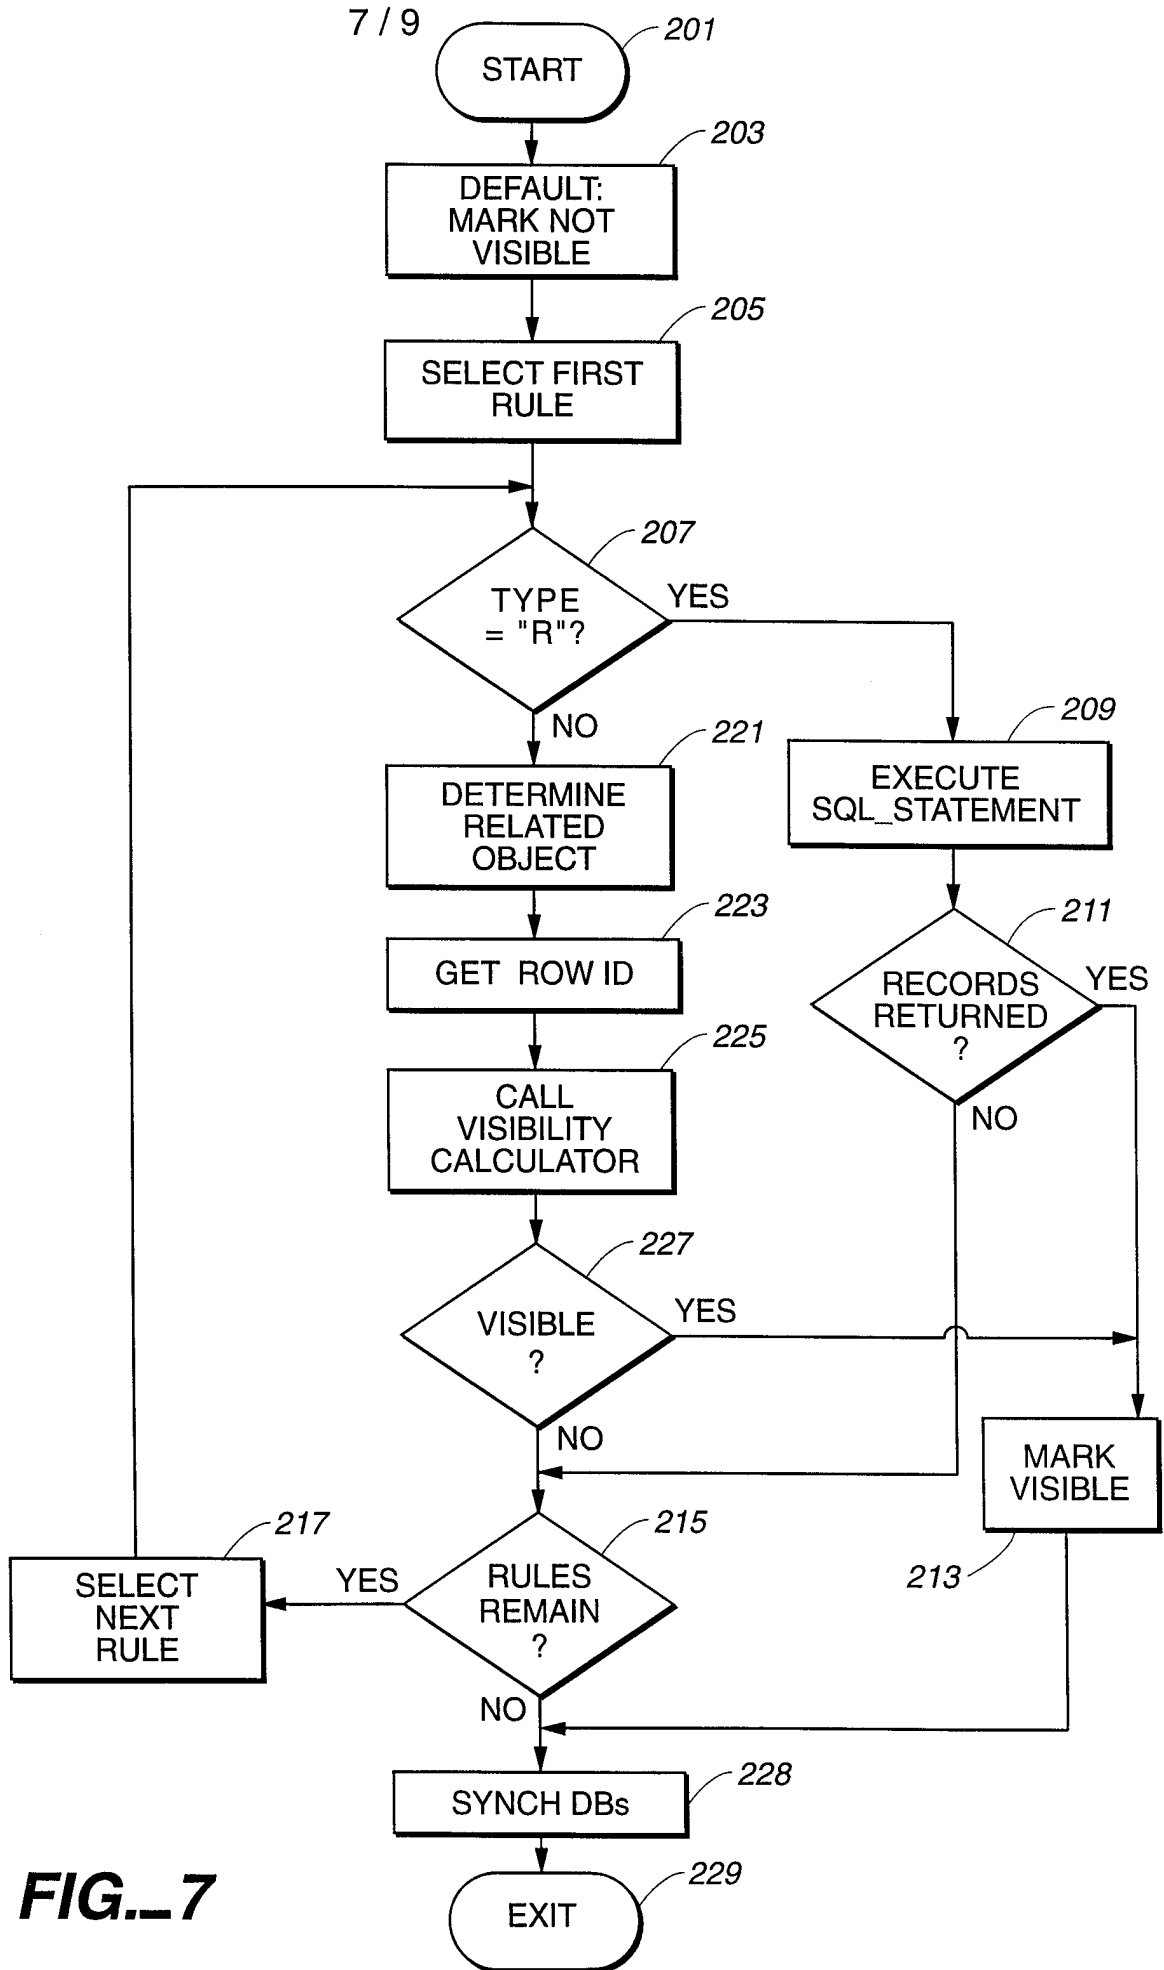 7 / 9
201
START
203
DEFAULT:
MARK NOT
VISIBLE
205
SELECT FIRST
RULE
207
TYPE
= "R"?
YES
NO
209
EXECUTE
SQL_STATEMENT
221
DETERMINE
RELATED
OBJECT
211
RECORDS
RETURNED
?
YES
NO
223
GET ROW ID
225
CALL
VISIBILITY
CALCULATOR
227
VISIBLE
?
YES
NO
MARK
VISIBLE
213
215
RULES
REMAIN
?
YES
NO
217
SELECT
NEXT
RULE
228
SYNCH DBs
229
EXIT
FIG._7